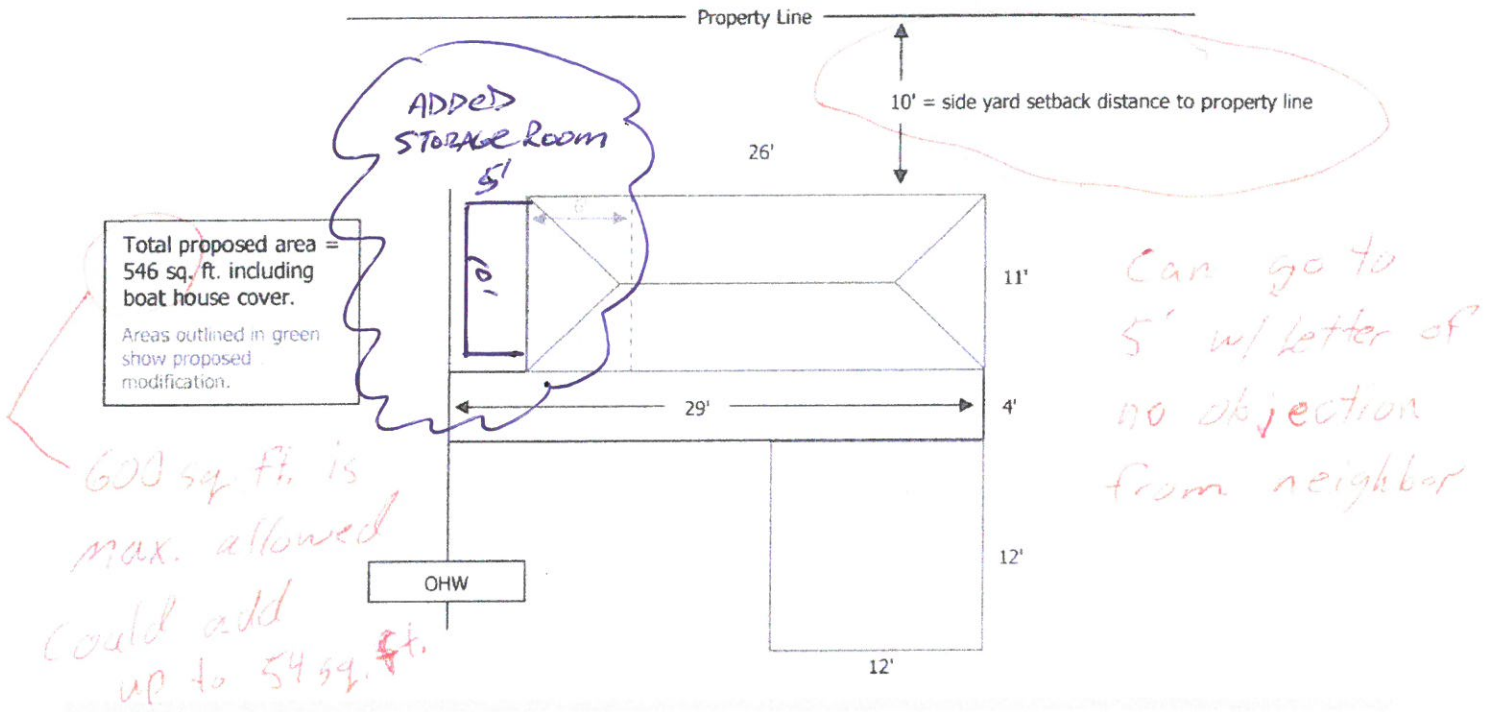 Property Line
10' = side yard setback distance to property line
ADDED
STORAGE ROOM
5'
26'
6'
10'
11'
Total proposed area =
546 sq. ft. including
boat house cover.
Areas outlined in green
show proposed
modification.
Can go to
5' w/ Letter of
no objection
from neighbor
29'
4'
600 sq. ft. is
max. allowed
Could add
up to 54 sq. ft.
OHW
12'
12'